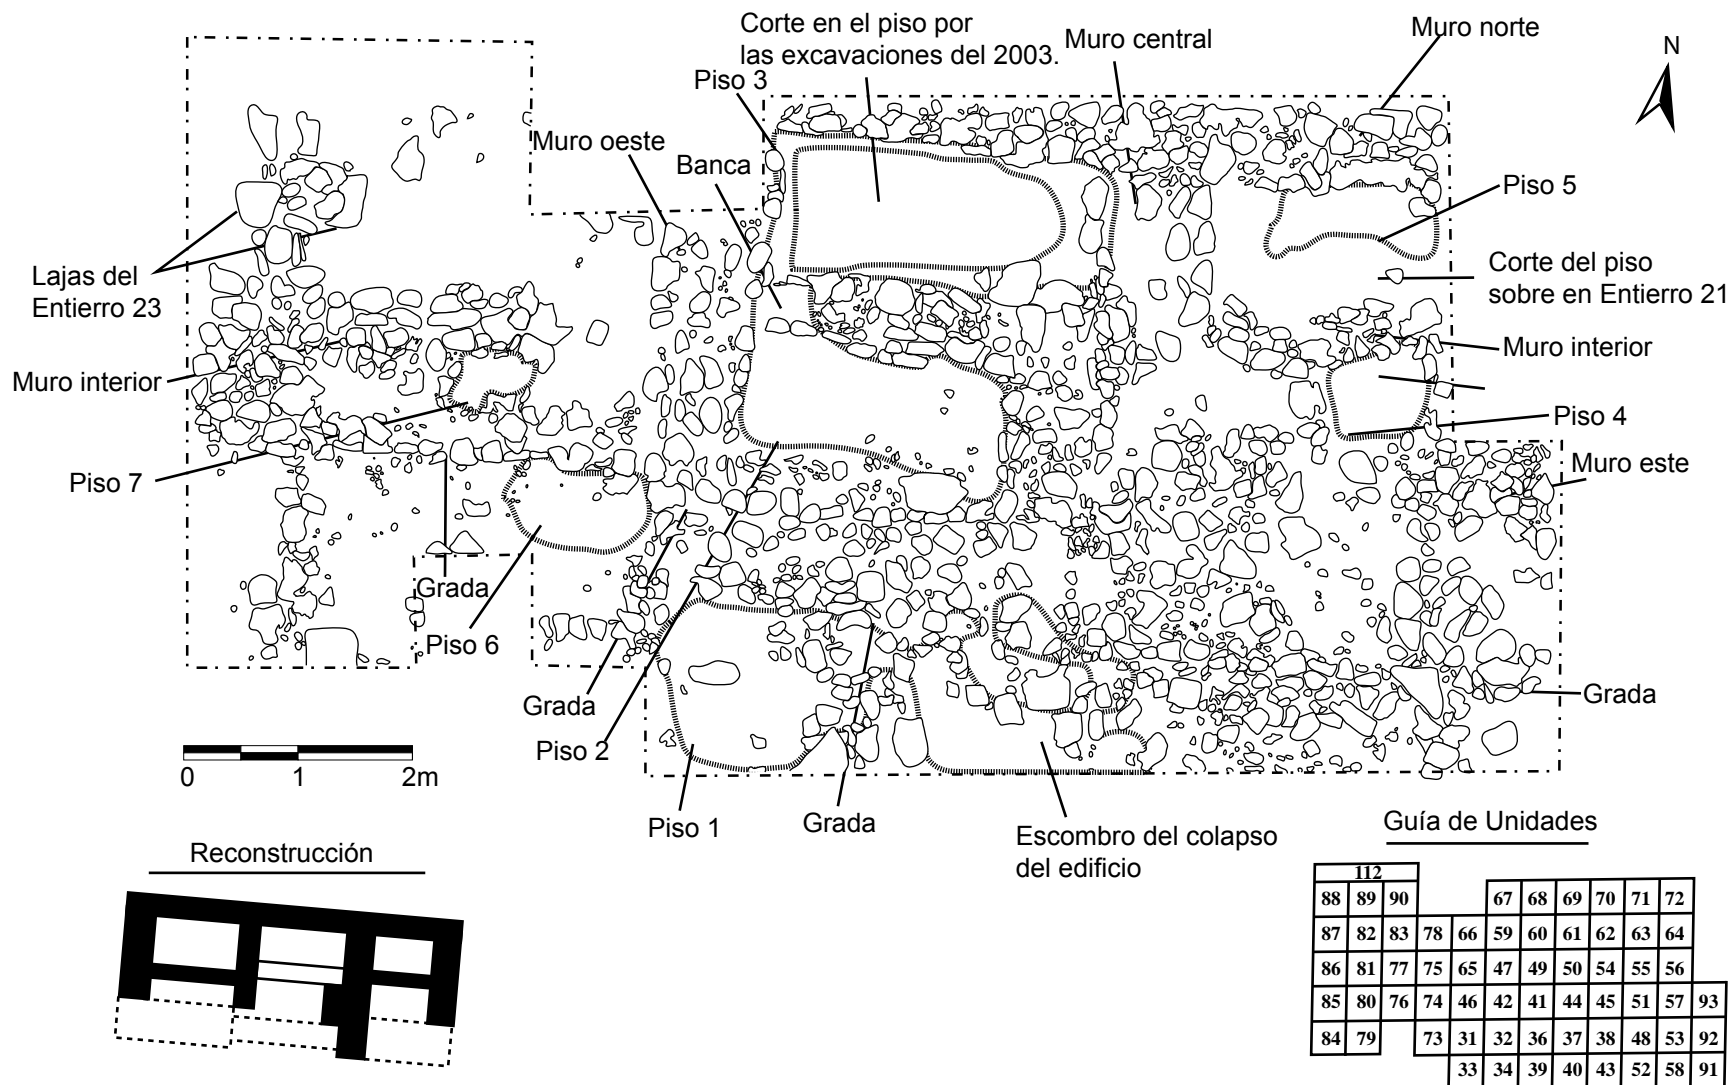 Corte en el piso por
las excavaciones del 2003.
Muro central
Muro norte
N
Piso 3
Muro oeste
Banca
Piso 5
Lajas del
Entierro 23
Corte del piso
sobre en Entierro 21
Muro interior
Muro interior
Piso 4
Piso 7
Muro este
Grada
Piso 6
Grada
Piso 2
Grada
0 1 2m
Piso 1
Grada
Escombro del colapso
del edificio
Reconstrucción
Guía de Unidades
112
88 89 90 67 68 69 70 71 72
87 82 83 78 66 59 60 61 62 63 64
86 81 77 75 65 47 49 50 54 55 56
85 80 76 74 46 42 41 44 45 51 57 93
84 79 73 31 32 36 37 38 48 53 92
33 34 39 40 43 52 58 91